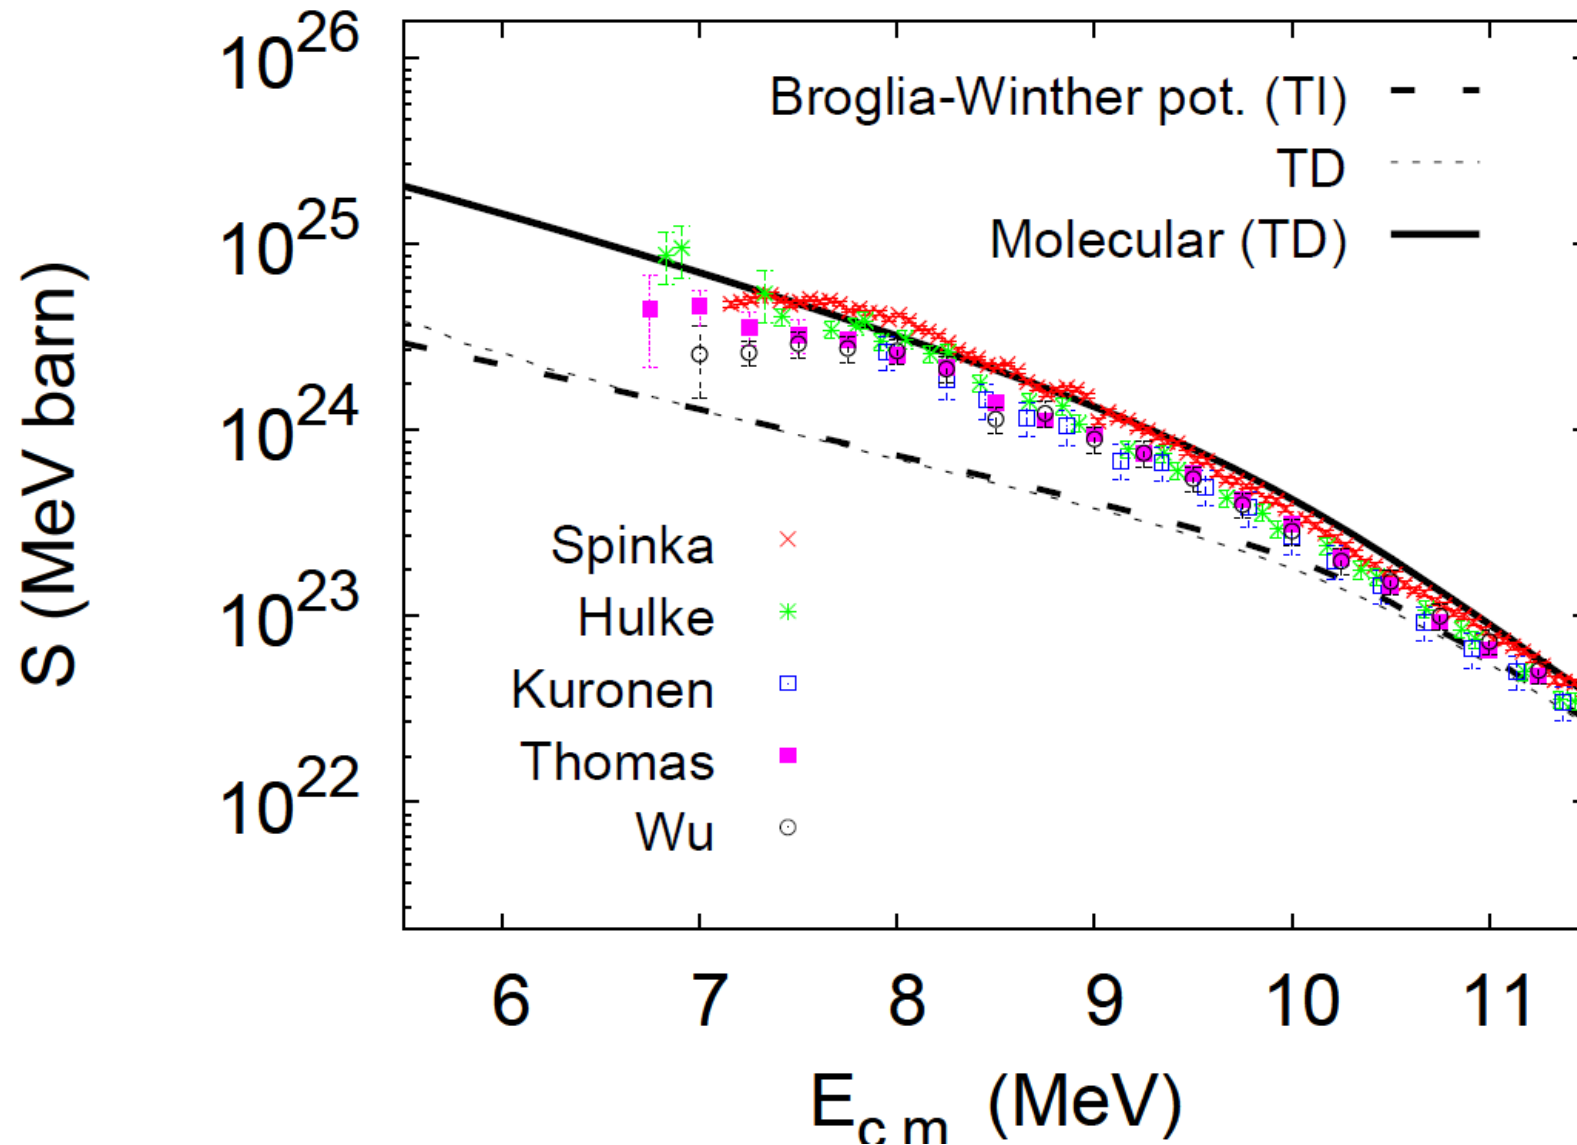 10^26
10^25
10^24
10^23
10^22
S (MeV barn)
Broglia-Winther pot. (TI)
TD
Molecular (TD)
Spinka
Hulke
Kuronen
Thomas
Wu
6 7 8 9 10 11
E_c m (MeV)